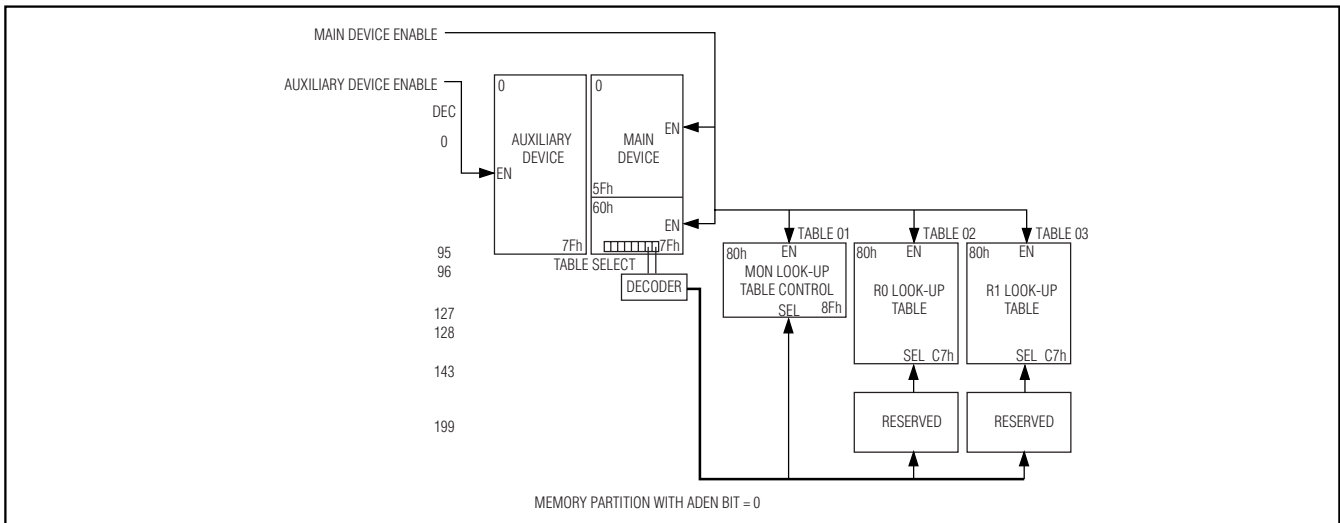 MAIN DEVICE ENABLE
AUXILIARY DEVICE ENABLE
DEC
0
95
96
127
128
143
199
0
AUXILIARY
DEVICE
EN
7Fh
0
EN
MAIN
DEVICE
5Fh
60h
EN
7Fh
TABLE SELECT
DECODER
TABLE 01
80h
EN
MON LOOK-UP
TABLE CONTROL
SEL
8Fh
TABLE 02
80h
EN
R0 LOOK-UP
TABLE
SEL C7h
RESERVED
TABLE 03
80h
EN
R1 LOOK-UP
TABLE
SEL C7h
RESERVED
MEMORY PARTITION WITH ADEN BIT = 0